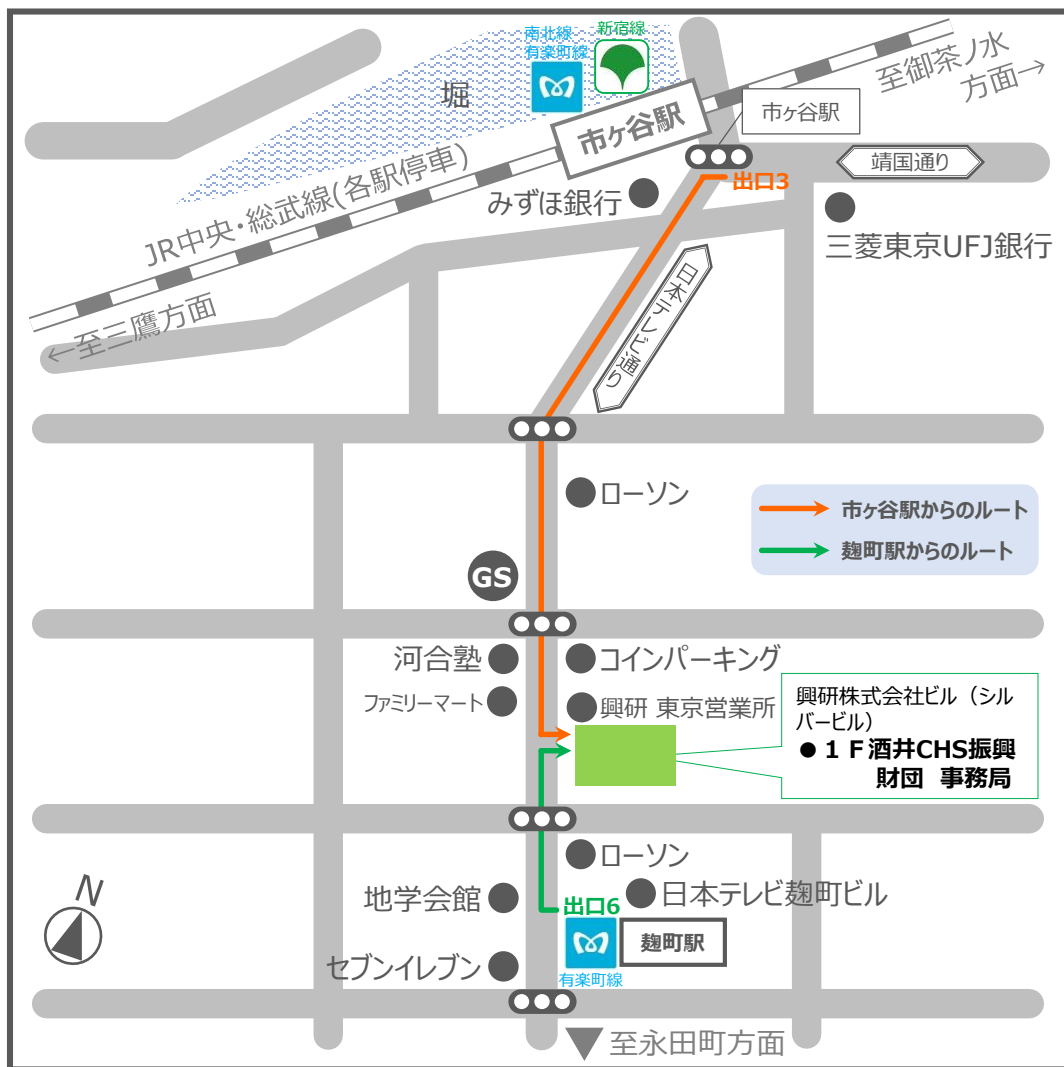 南北線
有楽町線
新宿線
堀
市ヶ谷駅
至御茶ノ水
方面→
市ヶ谷駅
靖国通り
出口3
みずほ銀行
三菱東京UFJ銀行
JR中央・総武線(各駅停車)
←至三鷹方面
日本テレビ通り
ローソン
市ヶ谷駅からのルート
麹町駅からのルート
GS
河合塾
コインパーキング
ファミリーマート
興研 東京営業所
興研株式会社ビル（シル
バービル）
●１Ｆ酒井CHS振興
財団 事務局
ローソン
地学会館
日本テレビ麹町ビル
出口6
麹町駅
有楽町線
セブンイレブン
N
▼至永田町方面